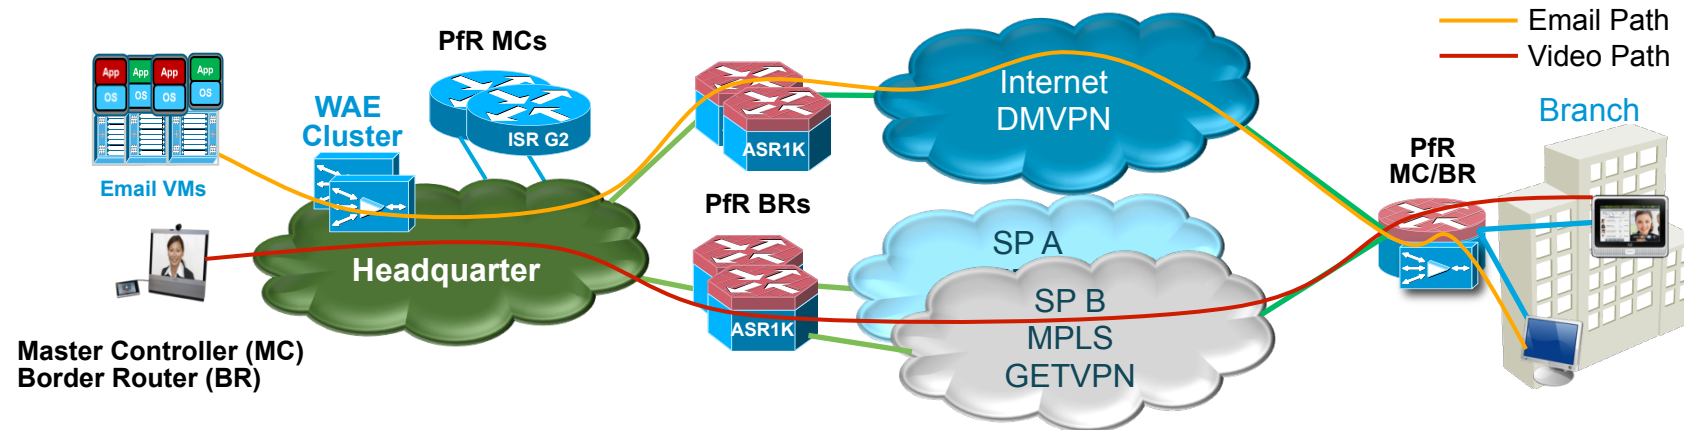 PfR MCs
Email Path
Video Path
App App App App
OS OS OS OS
WAE
Cluster
ISR G2
ASR1K
Internet
DMVPN
Branch
PfR
MC/BR
Email VMs
PfR BRs
Headquarter
SP A
SP B
MPLS
GETVPN
ASR1K
Master Controller (MC)
Border Router (BR)